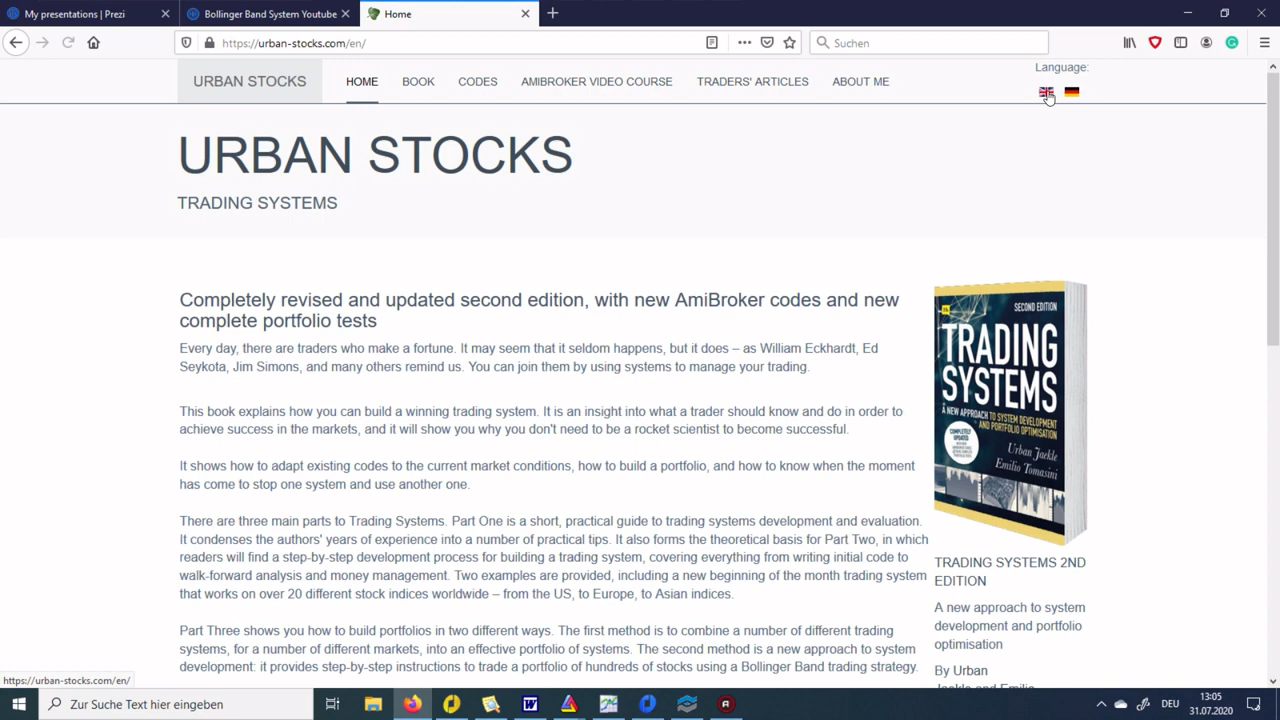 My presentations | Prezi
Bollinger Band System Youtube
Home
https://urban-stocks.com/en/
Suchen
URBAN STOCKS
HOME
BOOK
CODES
AMIBROKER VIDEO COURSE
TRADERS' ARTICLES
ABOUT ME
Language:
URBAN STOCKS
TRADING SYSTEMS
Completely revised and updated second edition, with new AmiBroker codes and new
complete portfolio tests
Every day, there are traders who make a fortune. It may seem that it seldom happens, but it does – as William Eckhardt, Ed
Seykota, Jim Simons, and many others remind us. You can join them by using systems to manage your trading.
This book explains how you can build a winning trading system. It is an insight into what a trader should know and do in order to
achieve success in the markets, and it will show you why you don't need to be a rocket scientist to become successful.
It shows how to adapt existing codes to the current market conditions, how to build a portfolio, and how to know when the moment
has come to stop one system and use another one.
There are three main parts to Trading Systems. Part One is a short, practical guide to trading systems development and evaluation.
It condenses the authors' years of experience into a number of practical tips. It also forms the theoretical basis for Part Two, in which
readers will find a step-by-step development process for building a trading system, covering everything from writing initial code to
walk-forward analysis and money management. Two examples are provided, including a new beginning of the month trading system
that works on over 20 different stock indices worldwide – from the US, to Europe, to Asian indices.
Part Three shows you how to build portfolios in two different ways. The first method is to combine a number of different trading
systems, for a number of different markets, into an effective portfolio of systems. The second method is a new approach to system
development: it provides step-by-step instructions to trade a portfolio of hundreds of stocks using a Bollinger Band trading strategy.
SECOND EDITION
TRADING
SYSTEMS
A NEW APPROACH TO SYSTEM DEVELOPMENT
AND PORTFOLIO OPTIMISATION
COMPLETELY
UPDATED
Urban Jaekle
Emilio Tomasini
TRADING SYSTEMS 2ND
EDITION
A new approach to system
development and portfolio
optimisation
By Urban
Jaekle and Emilio
https://urban-stocks.com/en/
Zur Suche Text hier eingeben
DEU
13:05
31.07.2020